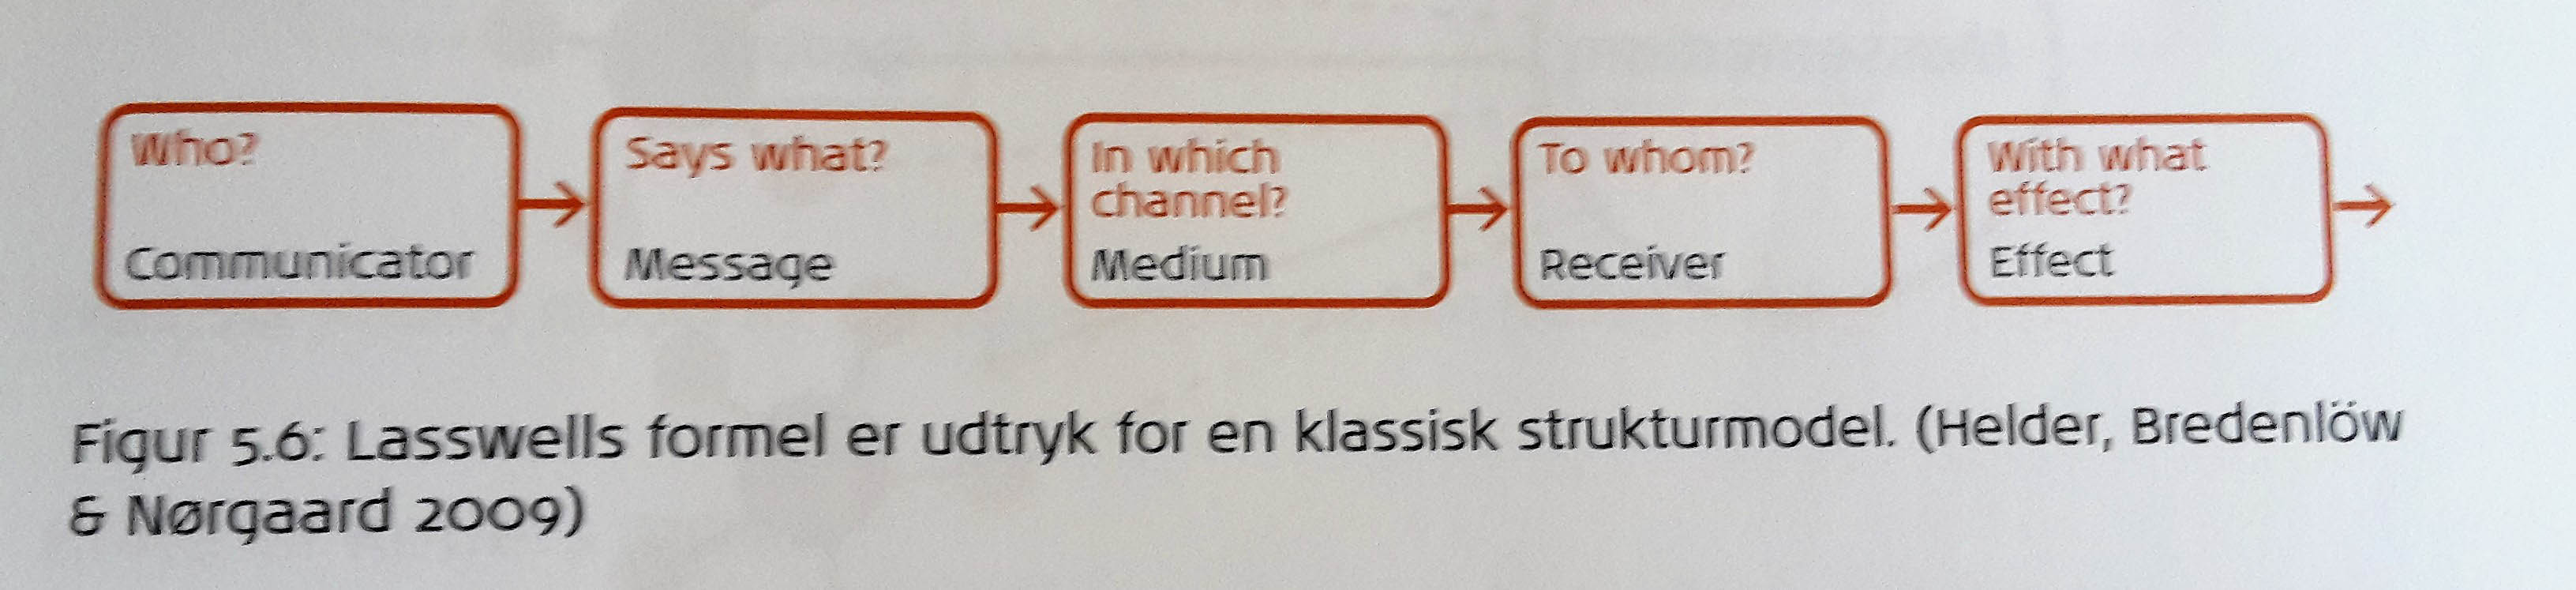 Who?
Communicator
Says what?
Message
In which
channel?
Medium
To whom?
Receiver
With what
effect?
Effect
Figur 5.6: Lasswells formel er udtryk for en klassisk strukturmodel. (Helder, Bredenlöw
& Nørgaard 2009)